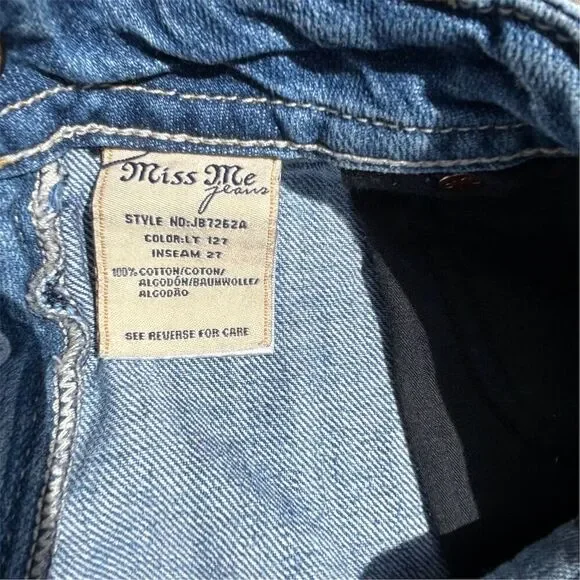 Miss Me
jeans
STYLE NO:JB7262A
COLOR:LT 127
INSEAM 27
100% COTTON/COTON/
ALGODÓN/BAUMWOLLE/
ALGODÃO
SEE REVERSE FOR CARE